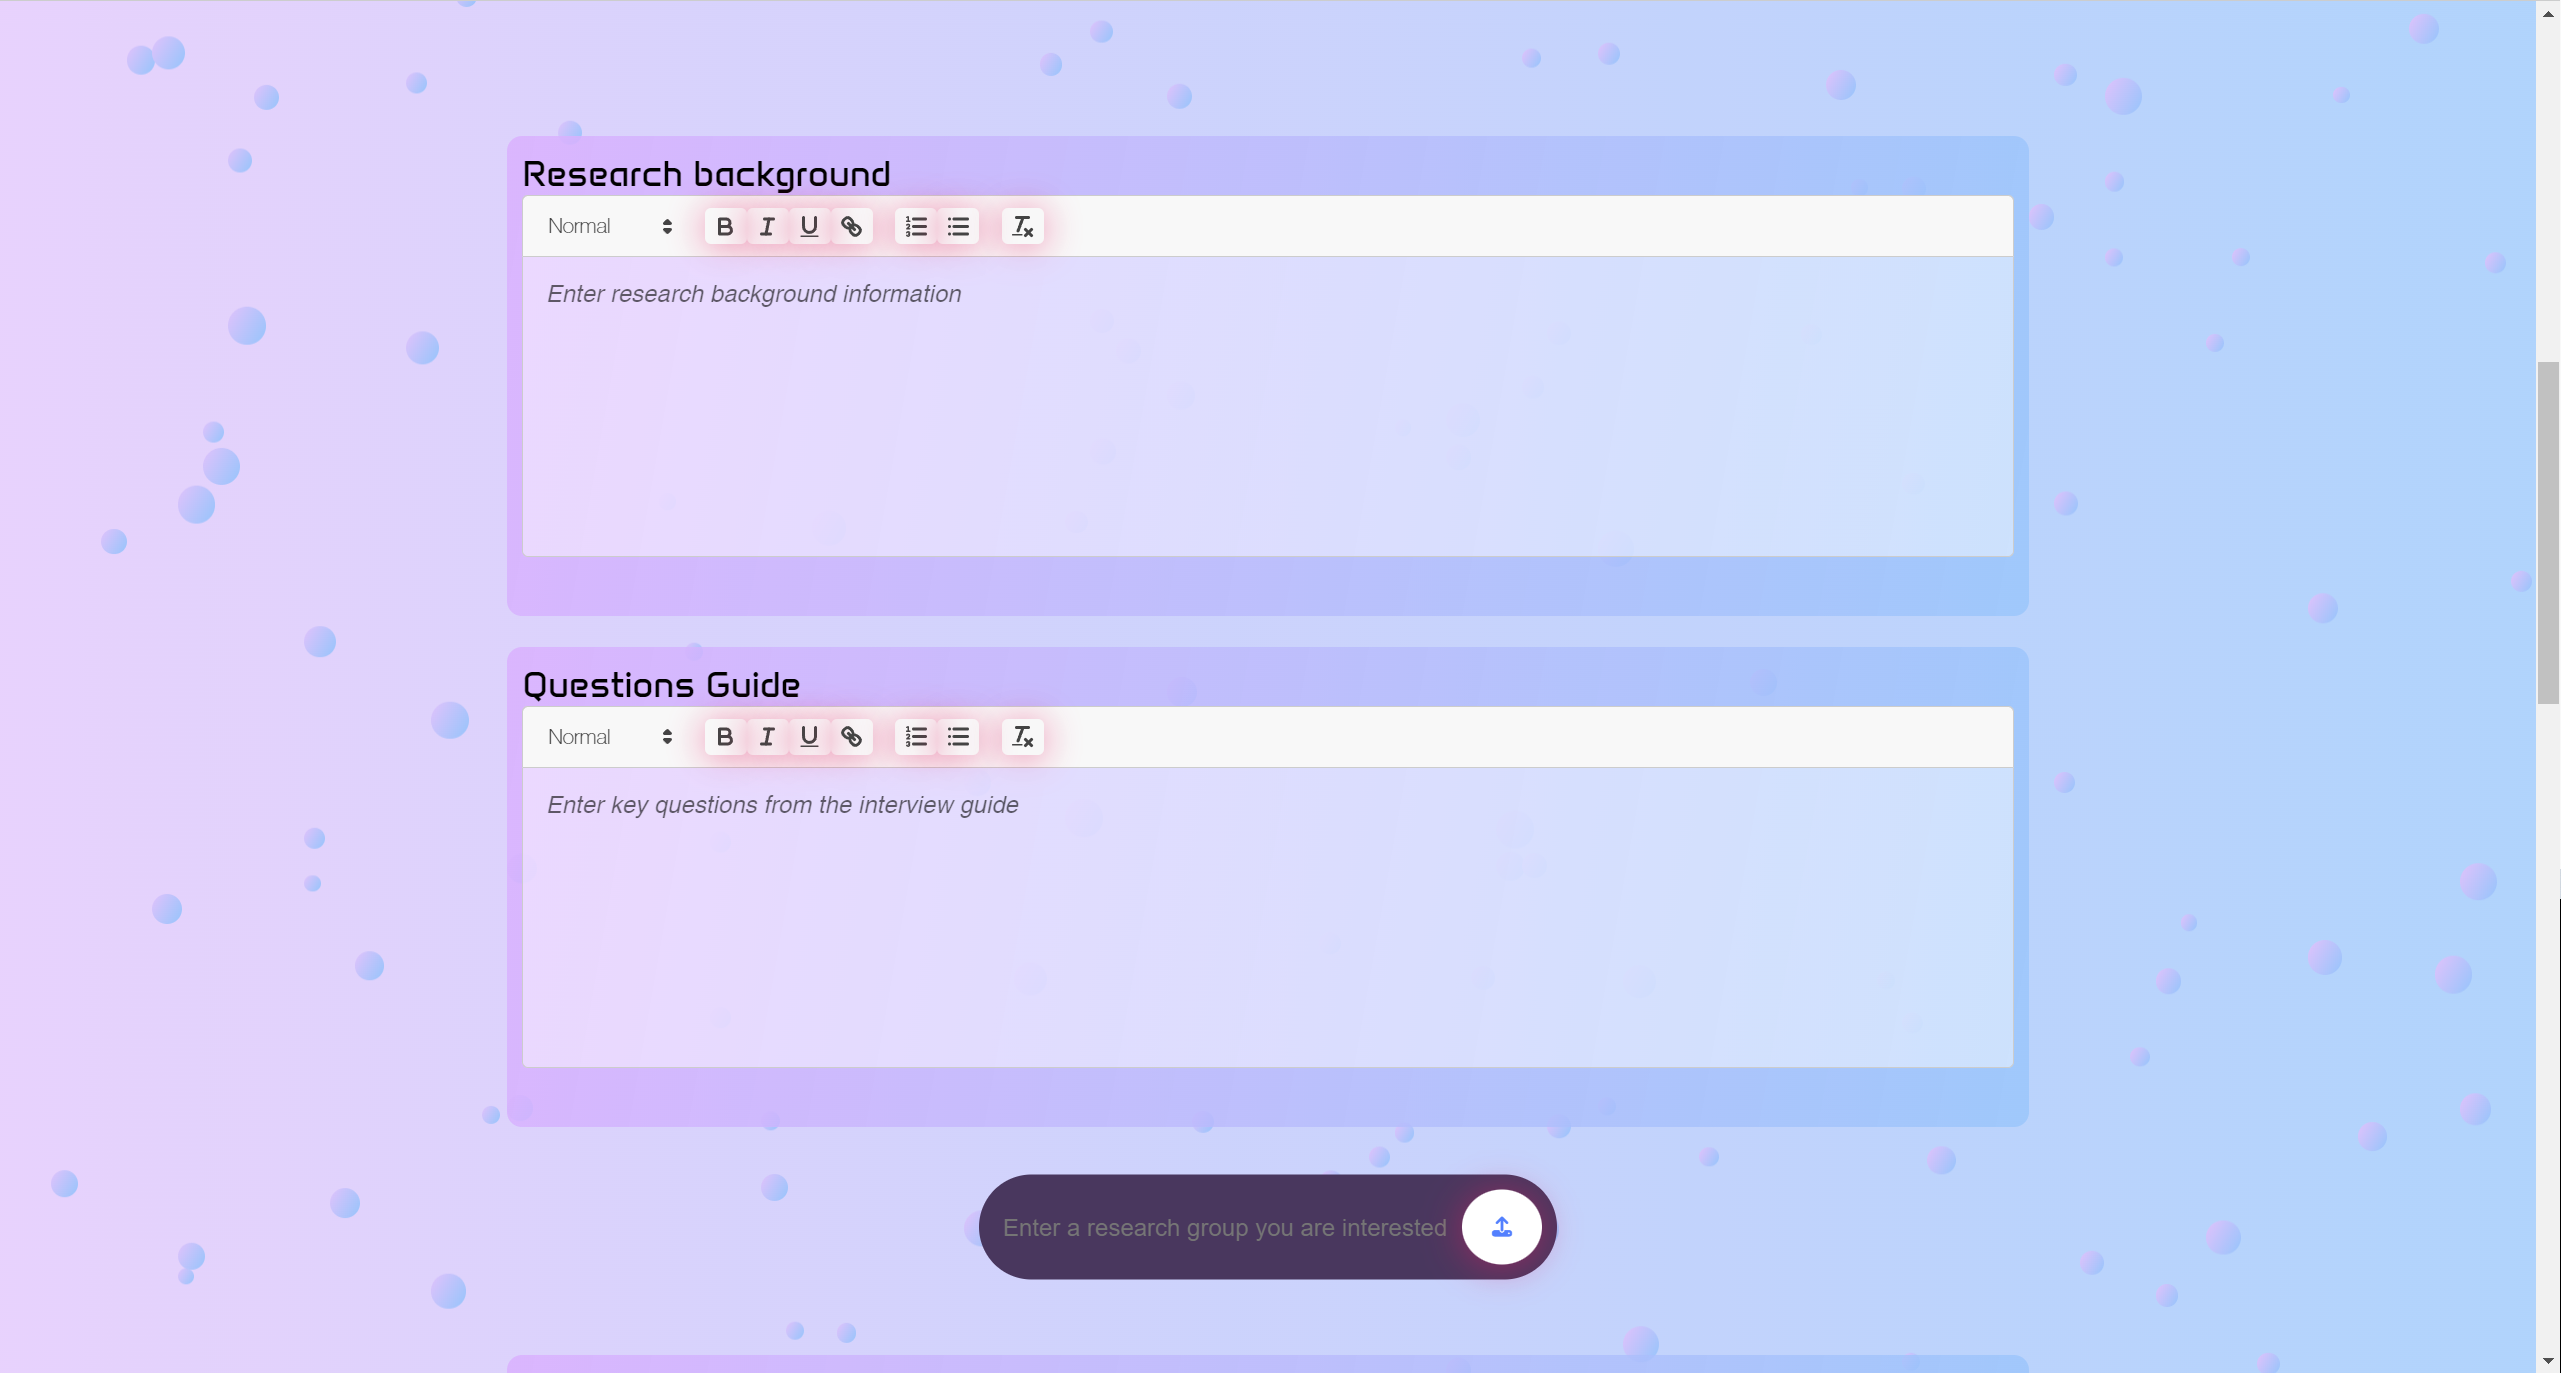 Research background
Normal
Enter research background information
Questions Guide
Normal
Enter key questions from the interview guide
Enter a research group you are interested